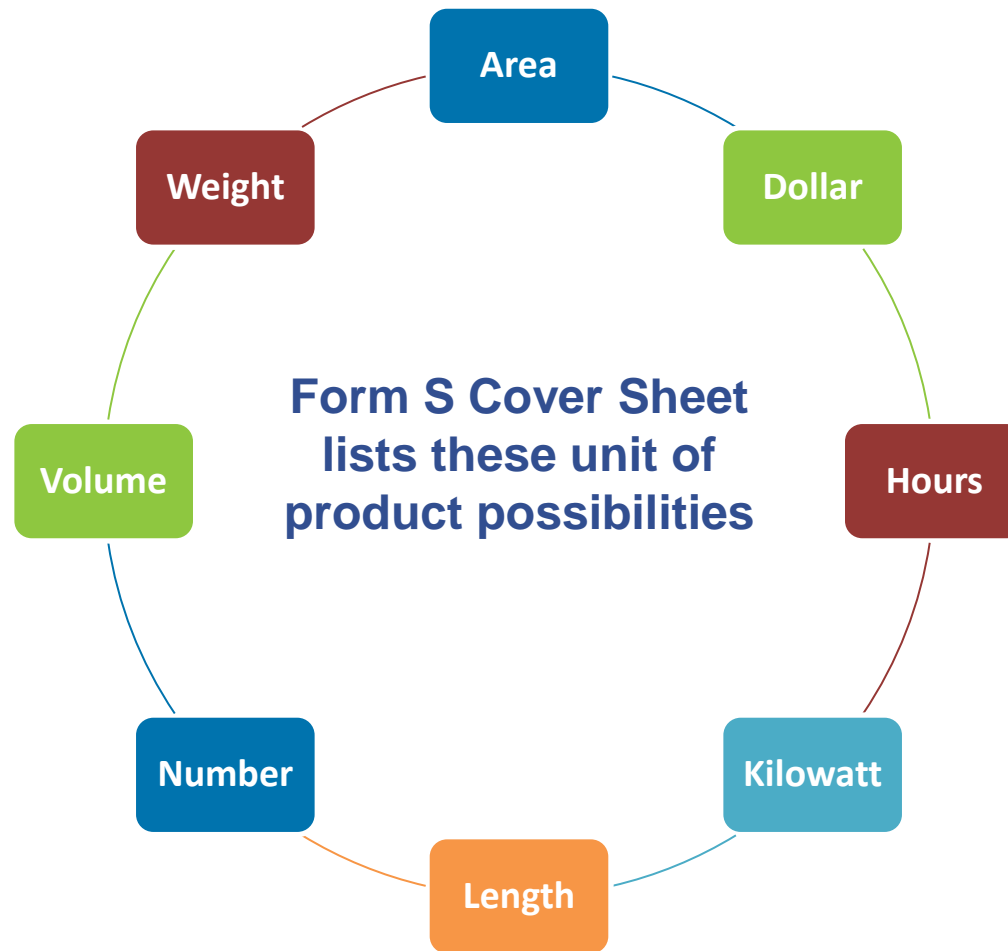 Area
Dollar
Hours
Kilowatt
Length
Number
Volume
Weight
Form S Cover Sheet
lists these unit of
product possibilities